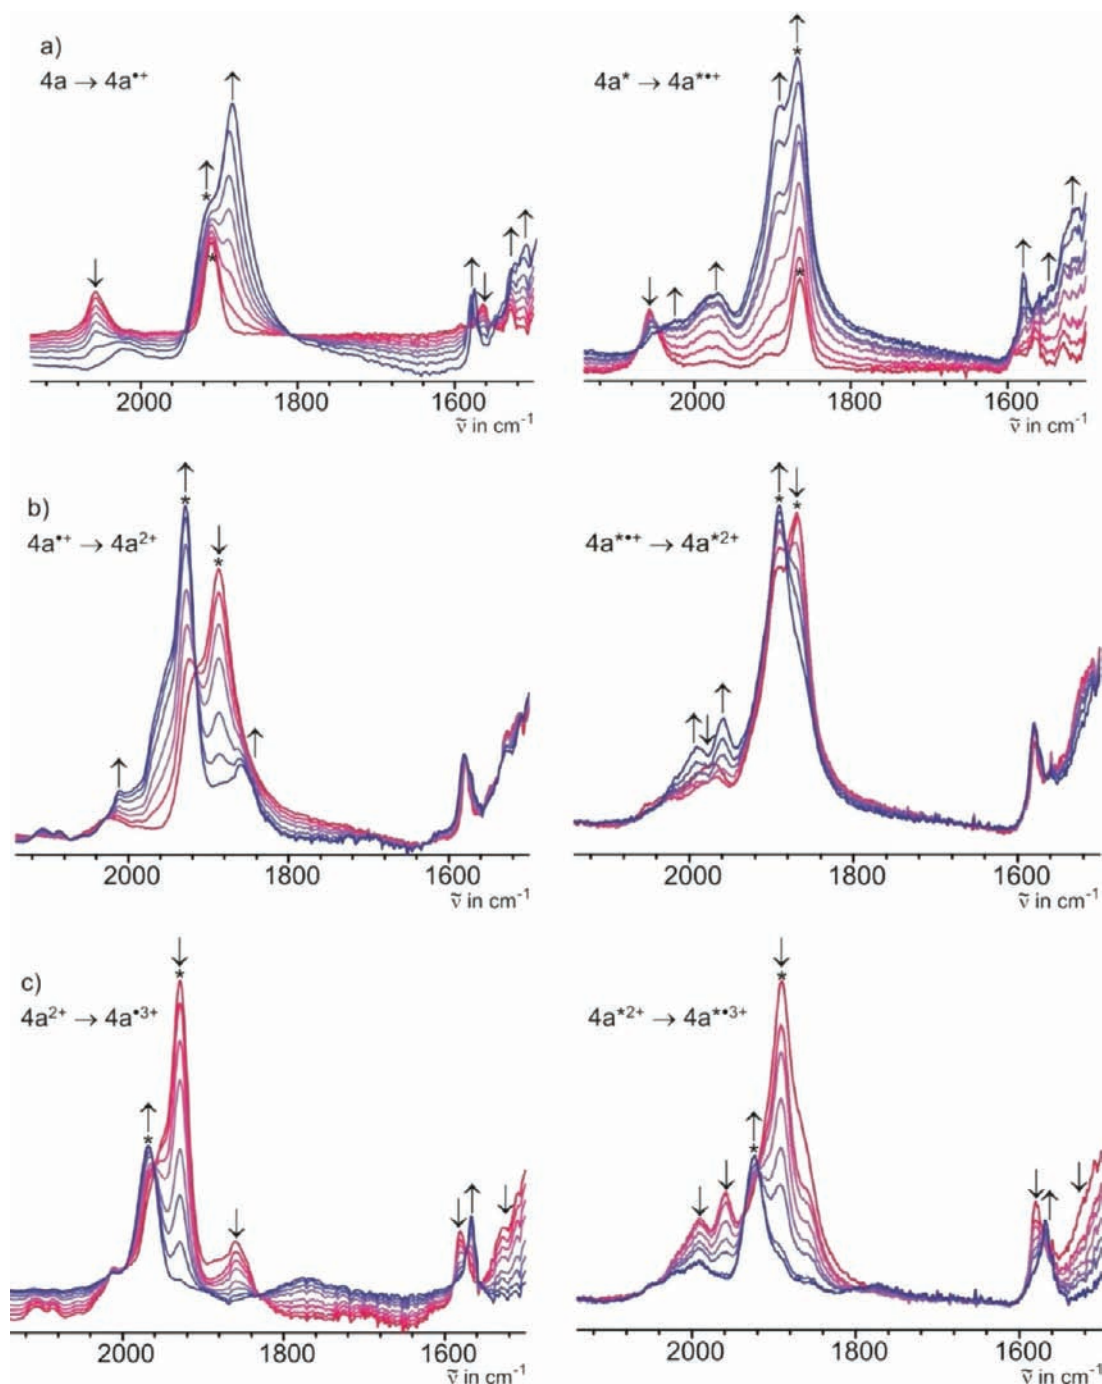 a)
4a → 4a•+
4a* → 4a*•+
*
*
*
*
2000 1800 1600
ṽ in cm-1
2000 1800 1600
ṽ in cm-1
b)
4a•+ → 4a2+
4a*•+ → 4a*2+
* *
* *
2000 1800 1600
ṽ in cm-1
2000 1800 1600
ṽ in cm-1
c)
4a2+ → 4a•3+
4a*2+ → 4a*•3+
* *
* *
2000 1800 1600
ṽ in cm-1
2000 1800 1600
ṽ in cm-1